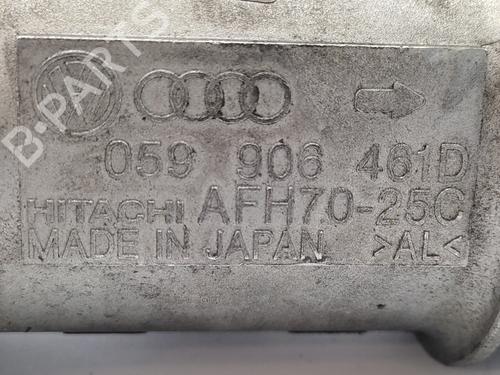 B-PARTS
059 906 461D
HITACHI AFH70-25C
MADE IN JAPAN >AL<